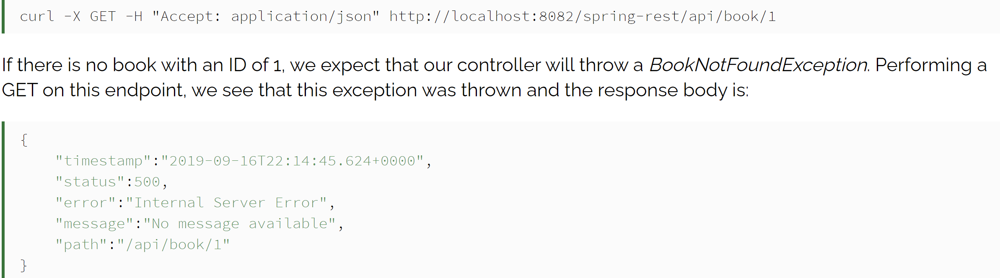 curl -X GET -H "Accept: application/json" http://localhost:8082/spring-rest/api/book/1
If there is no book with an ID of 1, we expect that our controller will throw a BookNotFoundException. Performing a
GET on this endpoint, we see that this exception was thrown and the response body is:
{
    "timestamp":"2019-09-16T22:14:45.624+0000",
    "status":500,
    "error":"Internal Server Error",
    "message":"No message available",
    "path":"/api/book/1"
}